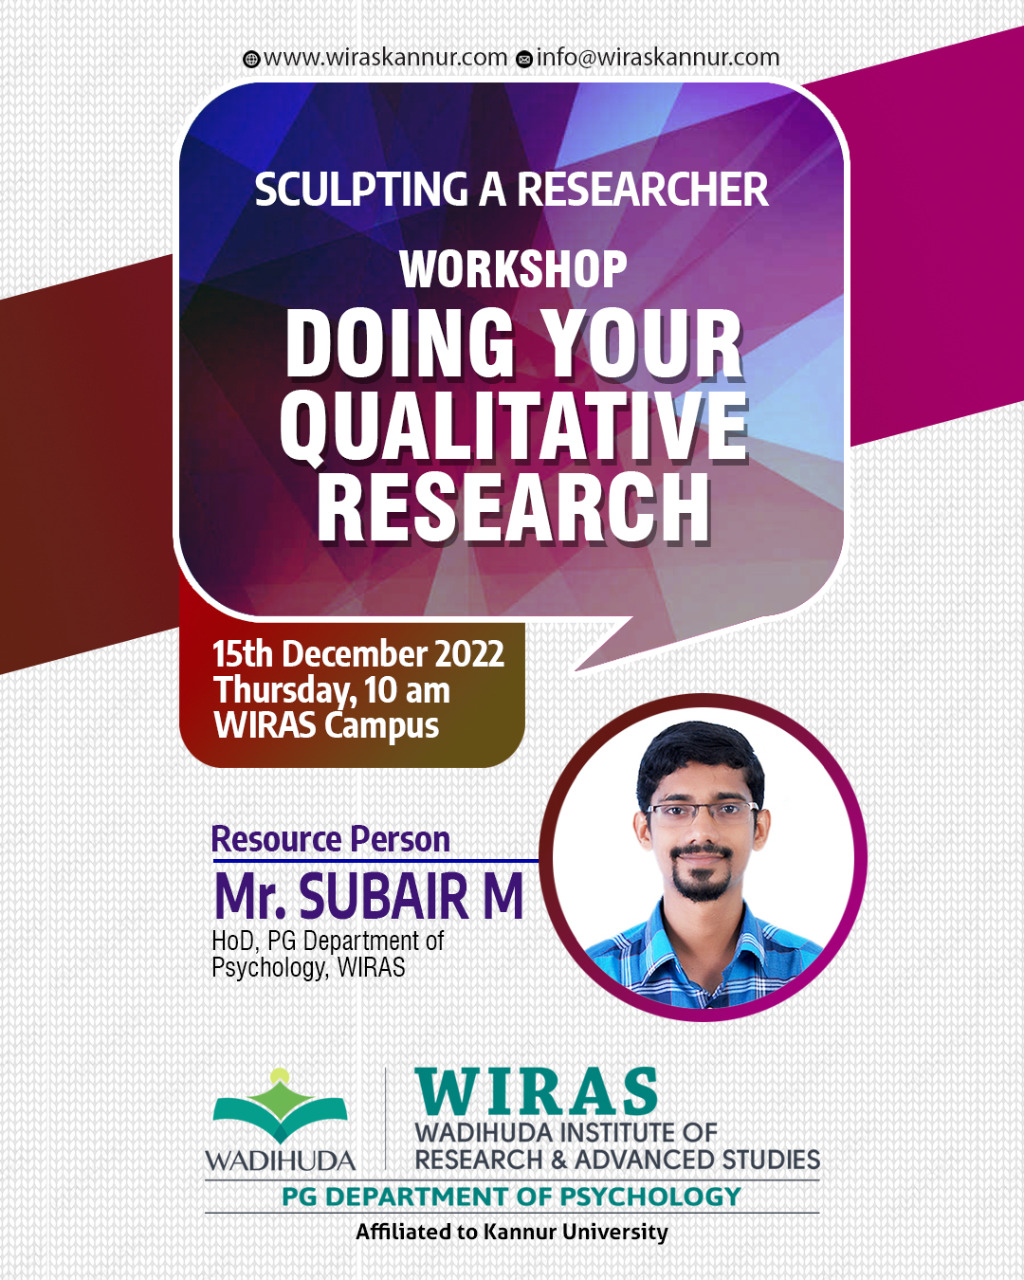 www.wiraskannur.com info@wiraskannur.com
SCULPTING A RESEARCHER
WORKSHOP
DOING YOUR
QUALITATIVE
RESEARCH
15th December 2022
Thursday, 10 am
WIRAS Campus
Resource Person
Mr. SUBAIR M
HoD, PG Department of
Psychology, WIRAS
WADIHUDA
WIRAS
WADIHUDA INSTITUTE OF
RESEARCH & ADVANCED STUDIES
PG DEPARTMENT OF PSYCHOLOGY
Affiliated to Kannur University